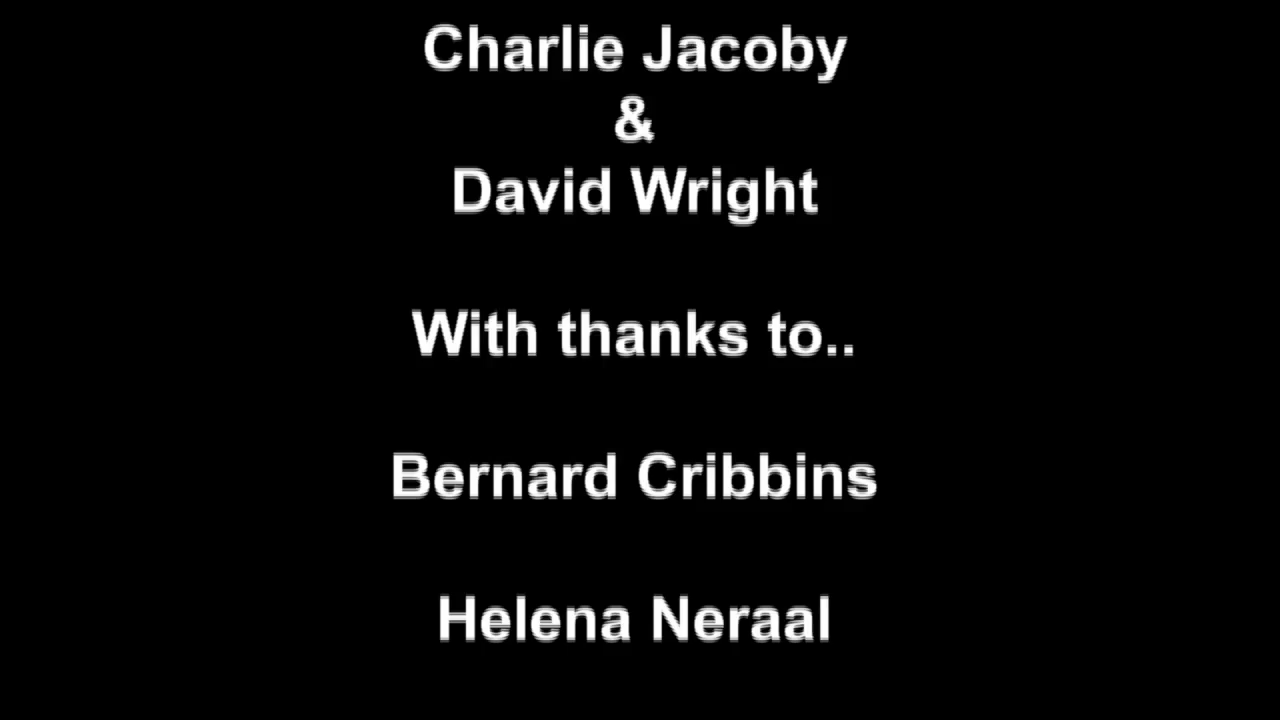 Charlie Jacoby
&
David Wright
With thanks to..
Bernard Cribbins
Helena Neraal